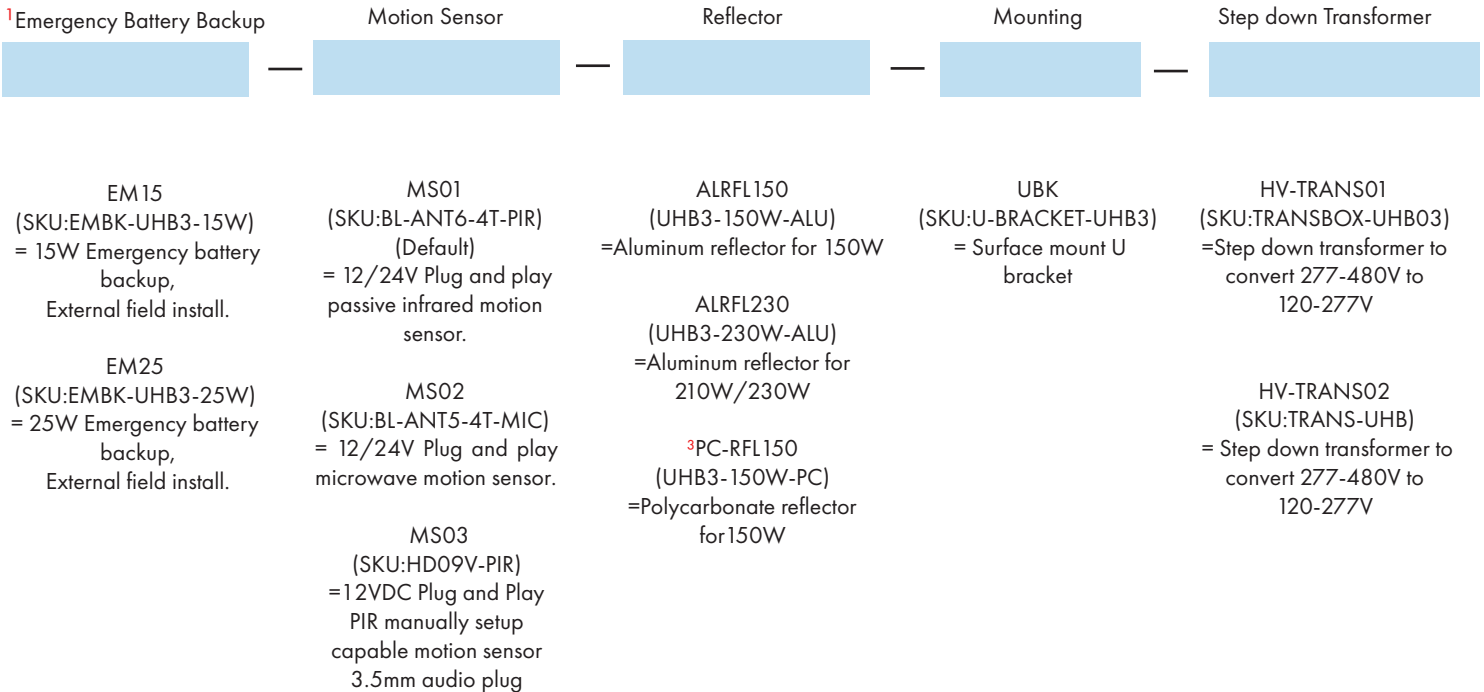 ¹Emergency Battery Backup
Motion Sensor
Reflector
Mounting
Step down Transformer
EM15
(SKU:EMBK-UHB3-15W)
= 15W Emergency battery
backup,
External field install.
EM25
(SKU:EMBK-UHB3-25W)
= 25W Emergency battery
backup,
External field install.
MS01
(SKU:BL-ANT6-4T-PIR)
(Default)
= 12/24V Plug and play
passive infrared motion
sensor.
MS02
(SKU:BL-ANT5-4T-MIC)
= 12/24V Plug and play
microwave motion sensor.
MS03
(SKU:HD09V-PIR)
=12VDC Plug and Play
PIR manually setup
capable motion sensor
3.5mm audio plug
ALRFL150
(UHB3-150W-ALU)
=Aluminum reflector for 150W
ALRFL230
(UHB3-230W-ALU)
=Aluminum reflector for
210W/230W
³PC-RFL150
(UHB3-150W-PC)
=Polycarbonate reflector
for150W
UBK
(SKU:U-BRACKET-UHB3)
= Surface mount U
bracket
HV-TRANS01
(SKU:TRANSBOX-UHB03)
=Step down transformer to
convert 277-480V to
120-277V
HV-TRANS02
(SKU:TRANS-UHB)
= Step down transformer to
convert 277-480V to
120-277V